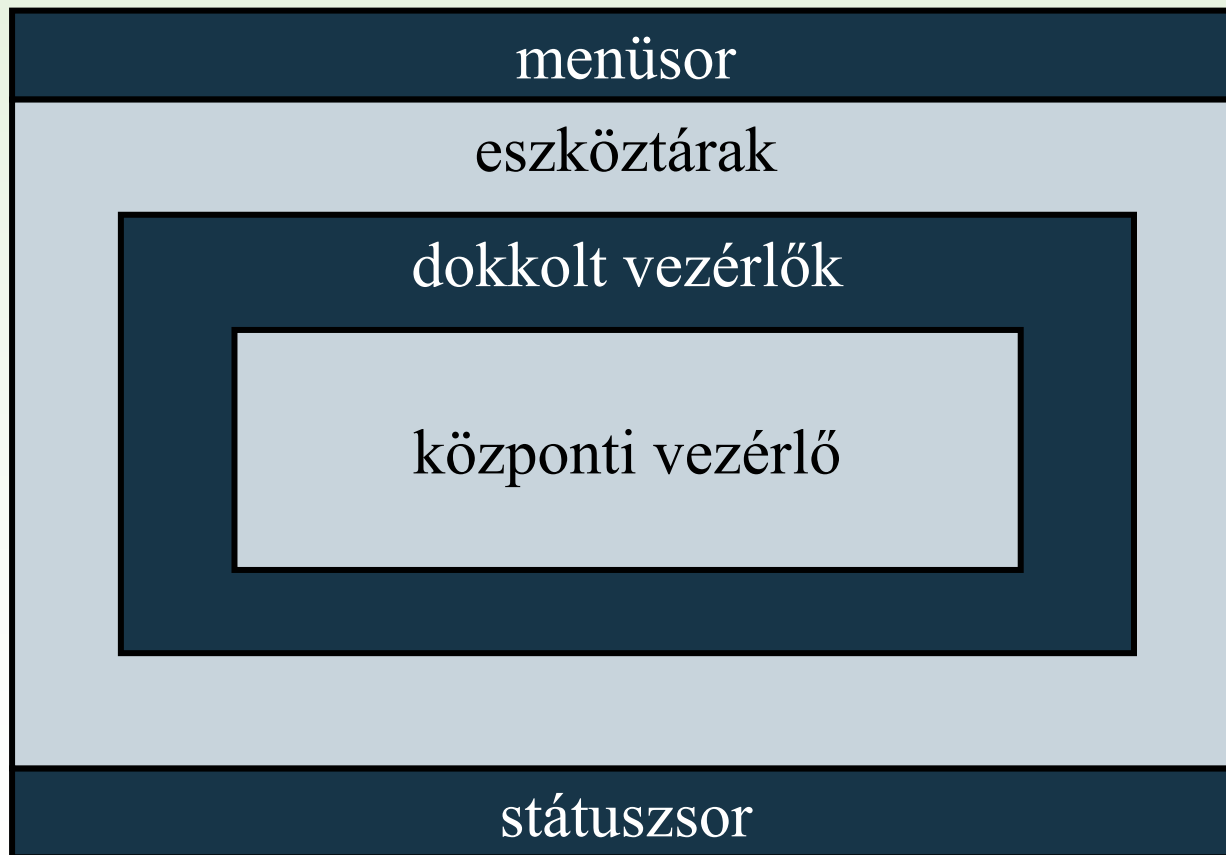 menüsor
eszköztárak
dokkolt vezérlők
központi vezérlő
státuszsor